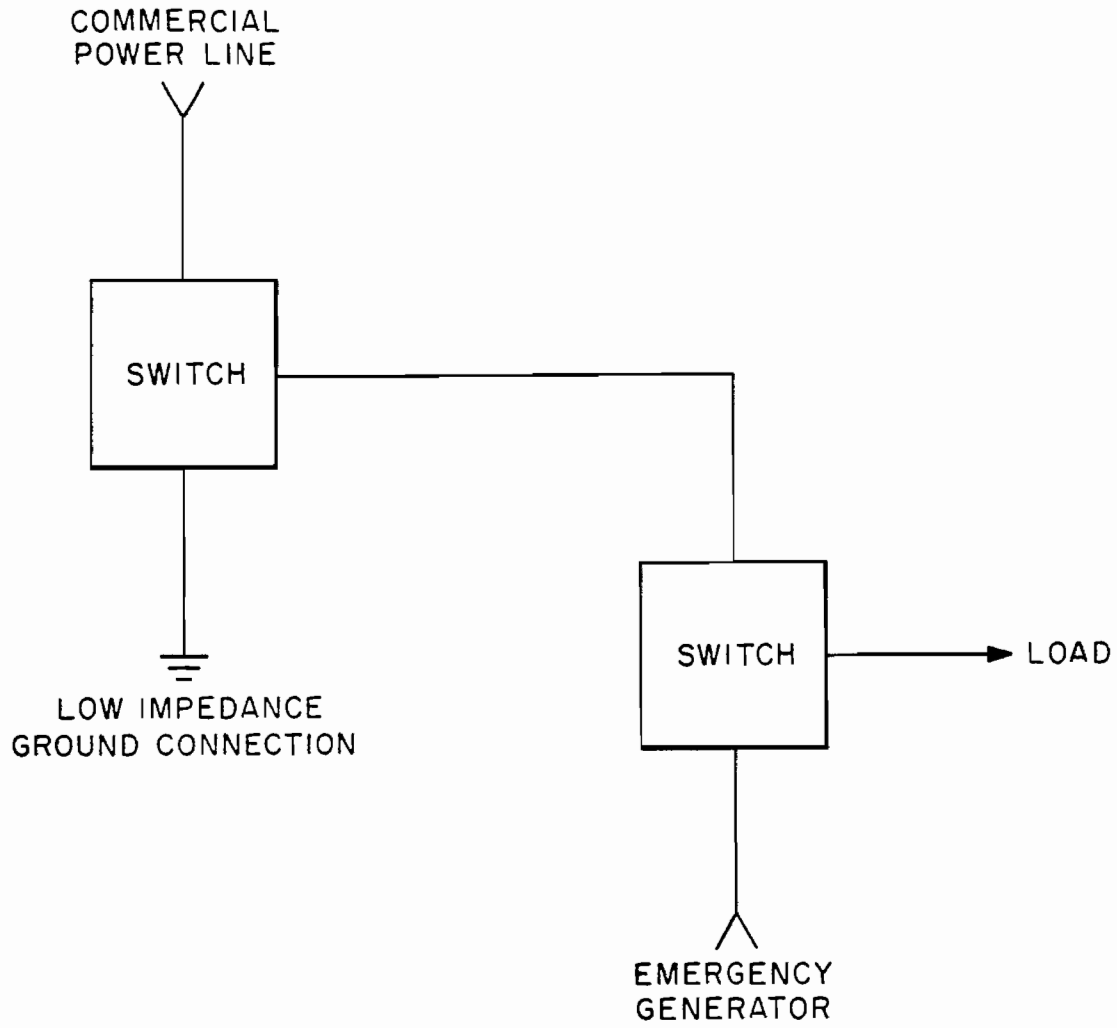 COMMERCIAL
POWER LINE
SWITCH
LOW IMPEDANCE
GROUND CONNECTION
SWITCH
LOAD
EMERGENCY
GENERATOR